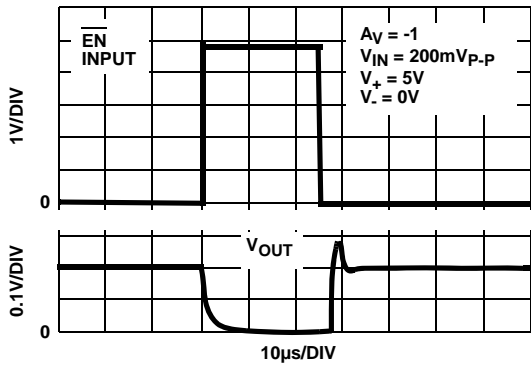 E̅N̅
INPUT
A_V = -1
V_IN = 200mV_P-P
V_+ = 5V
V_- = 0V
1V/DIV
0
V_OUT
0.1V/DIV
0
10µs/DIV